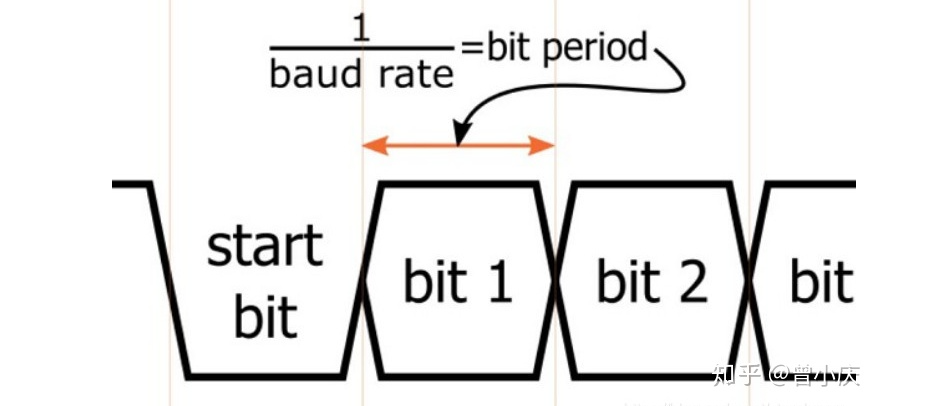 1
baud rate
=bit period
start
bit
bit 1
bit 2
bit
知乎 @曾小庆